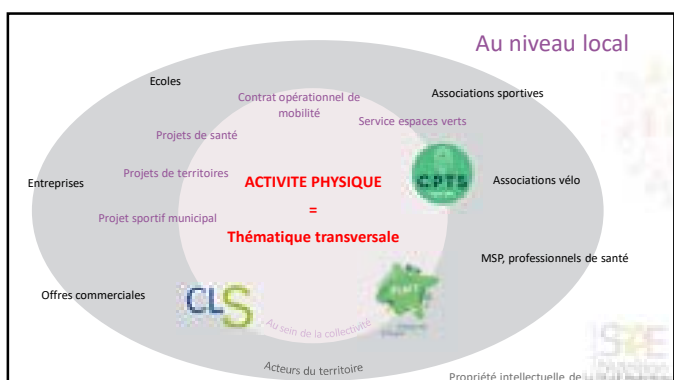 Au niveau local
Ecoles
Contrat opérationnel de
mobilité
Associations sportives
Service espaces verts
Projets de santé
Projets de territoires
Entreprises
ACTIVITE PHYSIQUE
=
Thématique transversale
CPTS
Associations vélo
Projet sportif municipal
MSP, professionnels de santé
Offres commerciales
CLS
Au sein de la collectivité
Acteurs du territoire
Propriété intellectuelle de